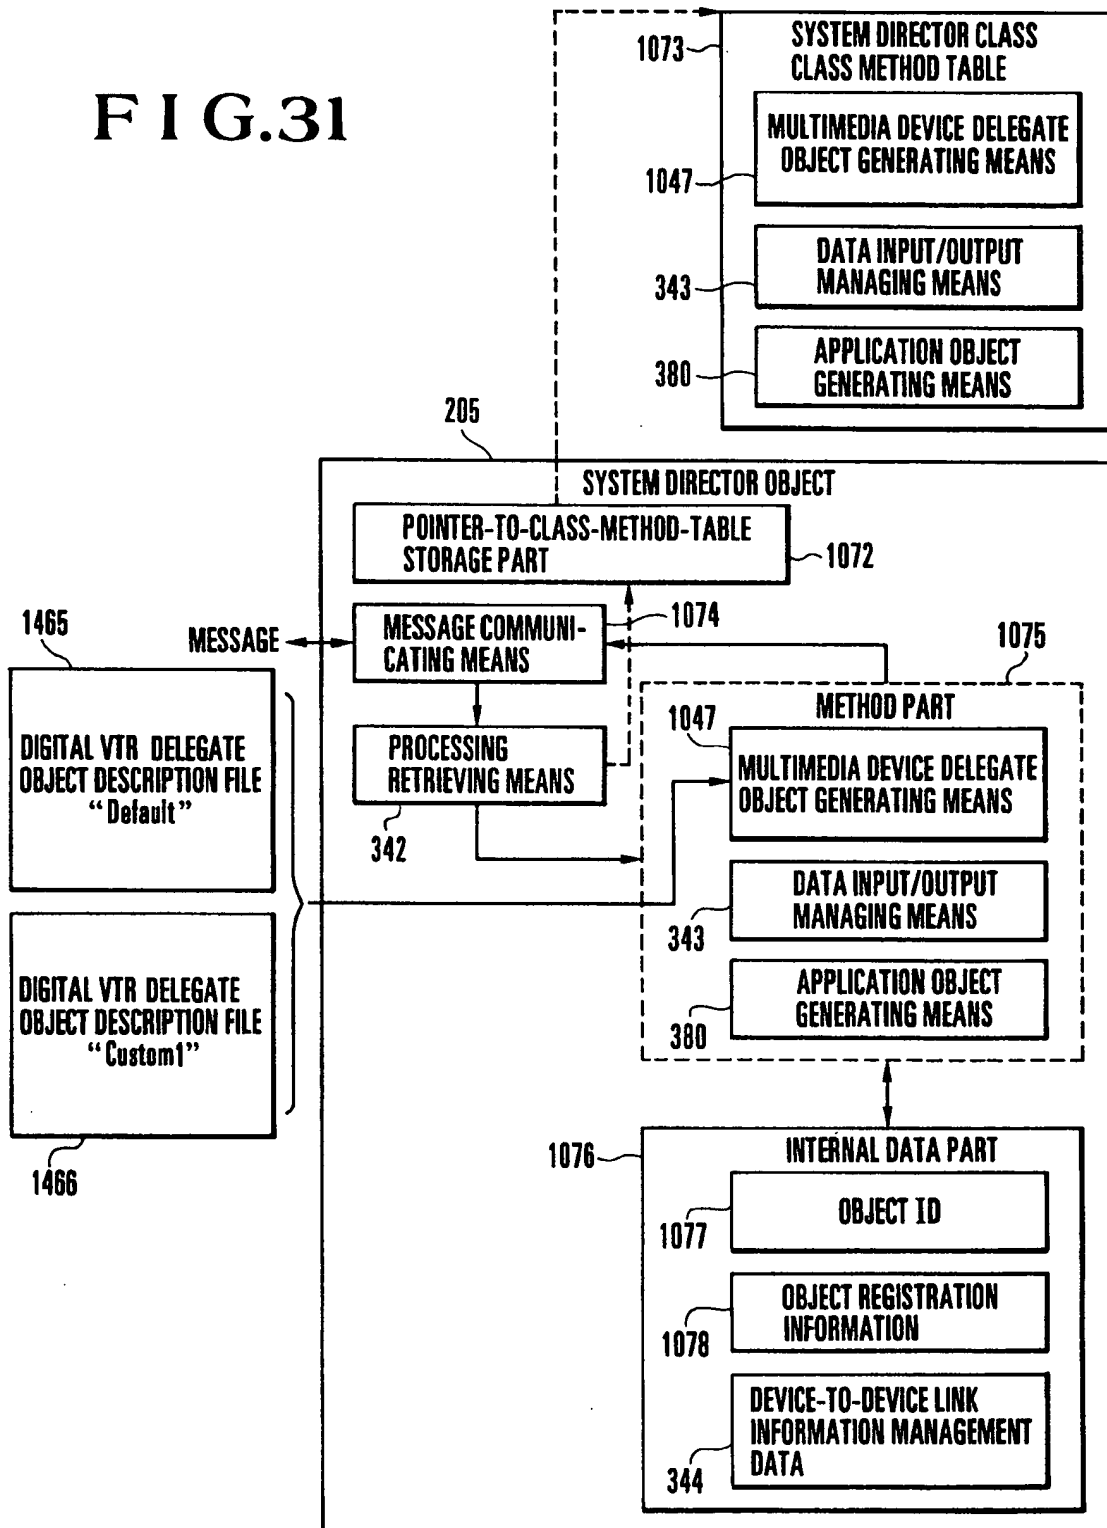 FIG.31
1073
SYSTEM DIRECTOR CLASS
CLASS METHOD TABLE
MULTIMEDIA DEVICE DELEGATE
OBJECT GENERATING MEANS
1047
DATA INPUT/OUTPUT
MANAGING MEANS
343
APPLICATION OBJECT
GENERATING MEANS
380
205
SYSTEM DIRECTOR OBJECT
POINTER-TO-CLASS-METHOD-TABLE
STORAGE PART
1072
1074
MESSAGE
MESSAGE COMMUNI-
CATING MEANS
PROCESSING
RETRIEVING MEANS
342
1465
DIGITAL VTR DELEGATE
OBJECT DESCRIPTION FILE
“Default”
DIGITAL VTR DELEGATE
OBJECT DESCRIPTION FILE
“Custom1”
1466
1075
METHOD PART
1047
MULTIMEDIA DEVICE DELEGATE
OBJECT GENERATING MEANS
DATA INPUT/OUTPUT
MANAGING MEANS
343
APPLICATION OBJECT
GENERATING MEANS
380
1076
INTERNAL DATA PART
OBJECT ID
1077
OBJECT REGISTRATION
INFORMATION
1078
DEVICE-TO-DEVICE LINK
INFORMATION MANAGEMENT
DATA
344